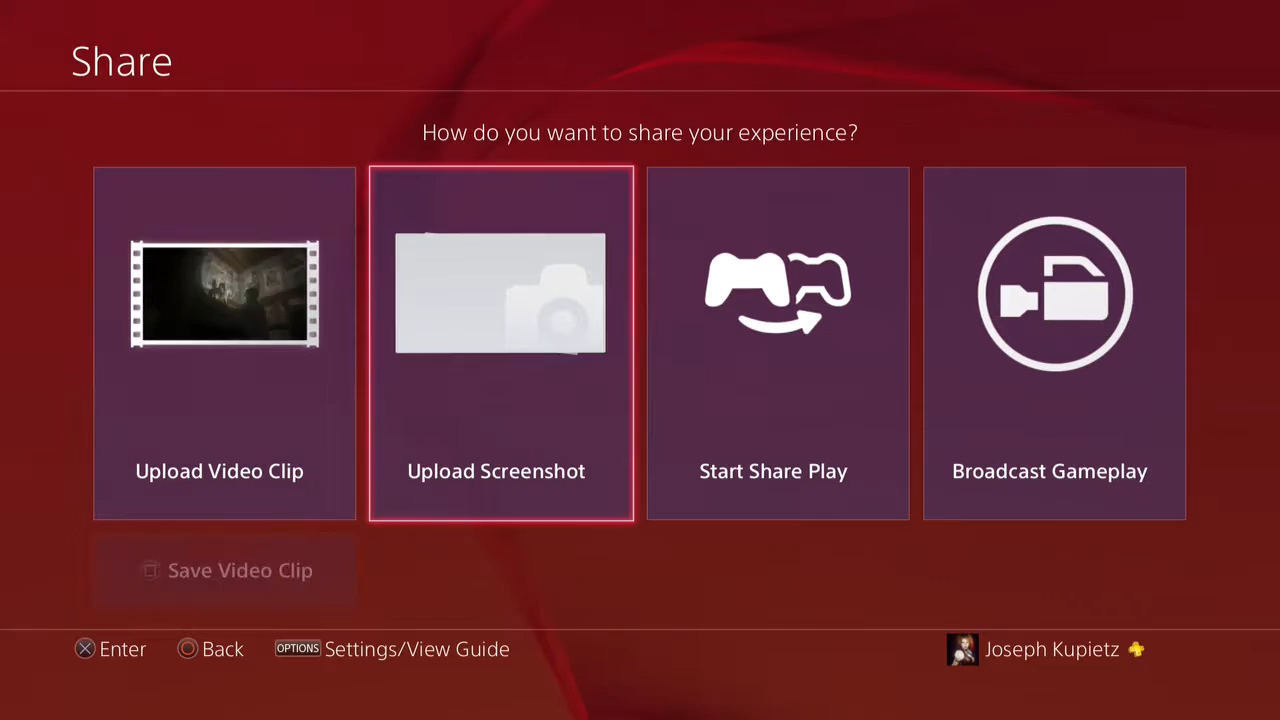 Share
How do you want to share your experience?
Upload Video Clip
Upload Screenshot
Start Share Play
Broadcast Gameplay
Save Video Clip
Enter
Back
OPTIONS Settings/View Guide
Joseph Kupietz